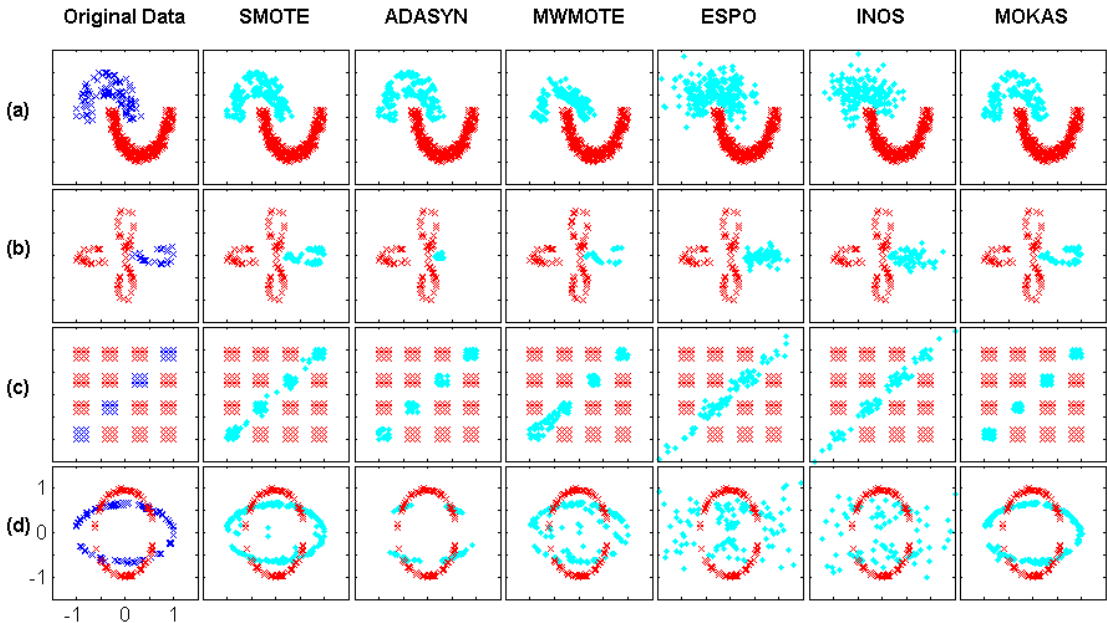 Original Data SMOTE ADASYN MWMOTE ESPO INOS MOKAS
(a)
(b)
(c)
(d)
1
0
-1
-1 0 1